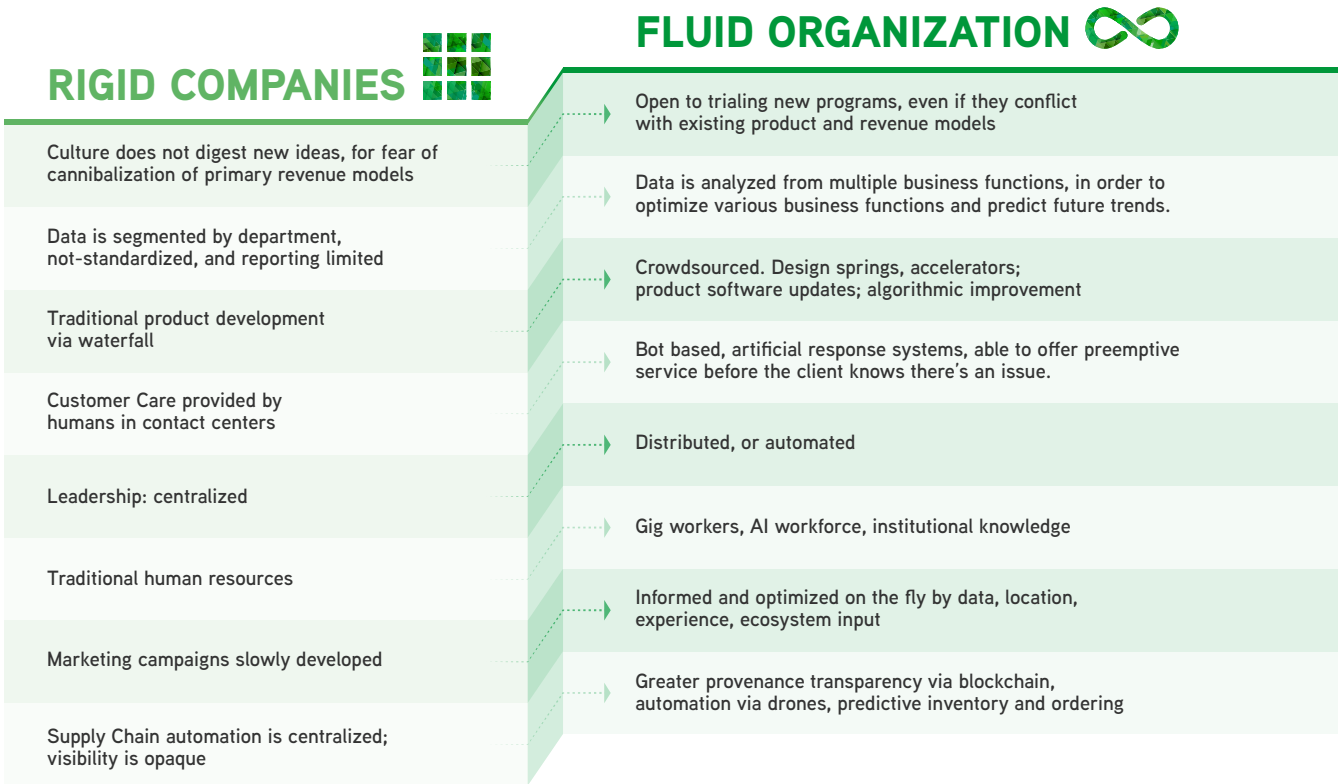 RIGID COMPANIES
Culture does not digest new ideas, for fear of
cannibalization of primary revenue models
Data is segmented by department,
not-standardized, and reporting limited
Traditional product development
via waterfall
Customer Care provided by
humans in contact centers
Leadership: centralized
Traditional human resources
Marketing campaigns slowly developed
Supply Chain automation is centralized;
visibility is opaque
FLUID ORGANIZATION
Open to trialing new programs, even if they conflict
with existing product and revenue models
Data is analyzed from multiple business functions, in order to
optimize various business functions and predict future trends.
Crowdsourced. Design springs, accelerators;
product software updates; algorithmic improvement
Bot based, artificial response systems, able to offer preemptive
service before the client knows there's an issue.
Distributed, or automated
Gig workers, AI workforce, institutional knowledge
Informed and optimized on the fly by data, location,
experience, ecosystem input
Greater provenance transparency via blockchain,
automation via drones, predictive inventory and ordering